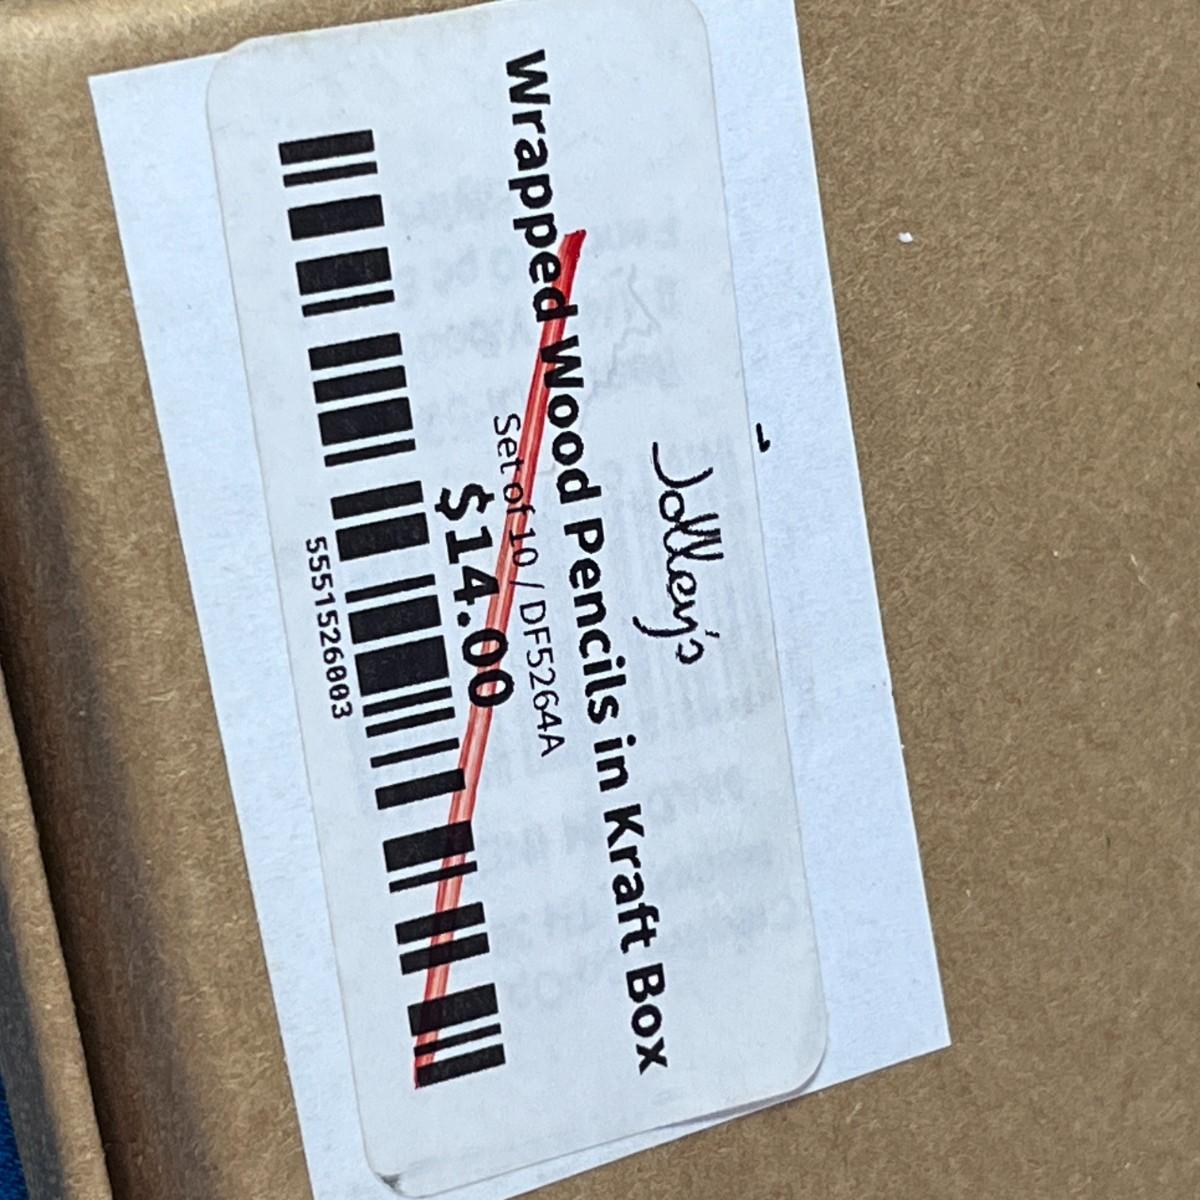 Jolley's
Wrapped Wood Pencils in Kraft Box
Set of 10 / DF5264A
$14.00
5551526003